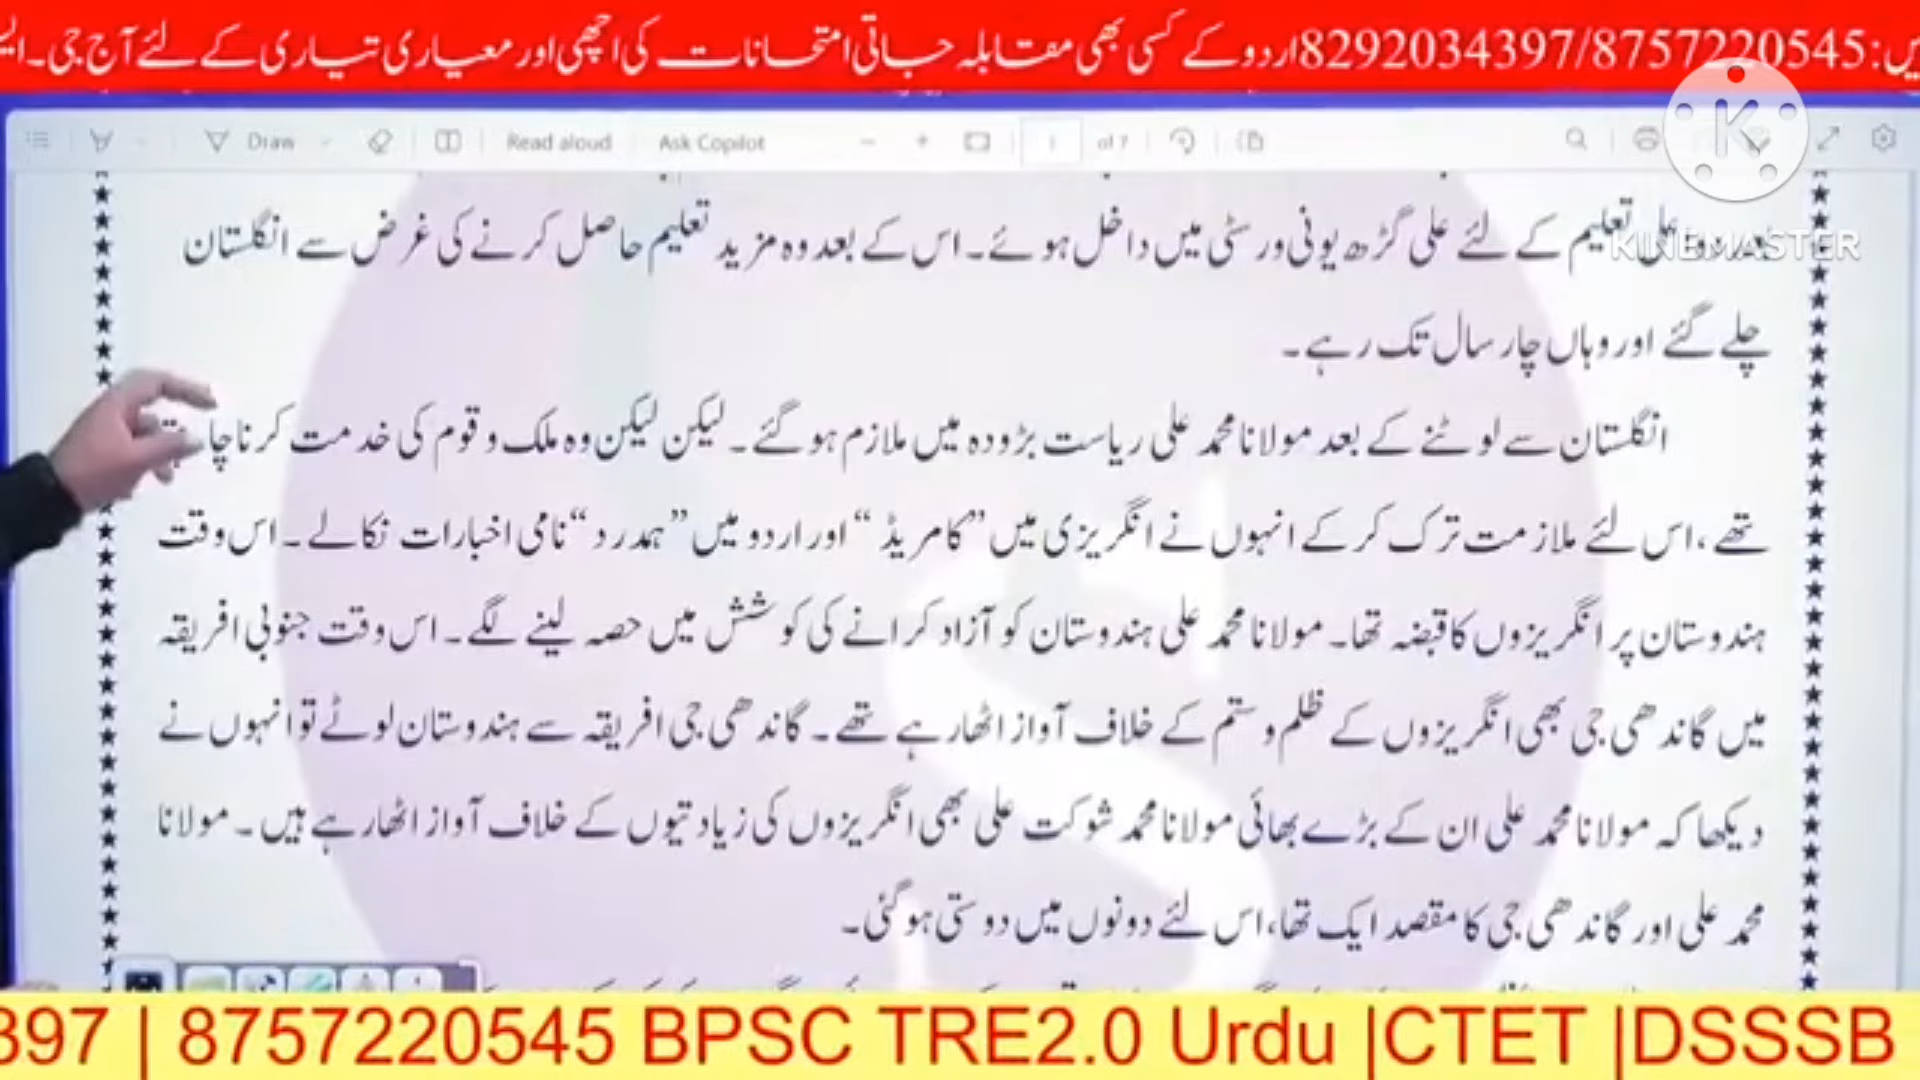 یں:8292034397/8757220545اردو کے کسی بھی مقابلہ جاتی امتحانات کی اچھی اور معیاری تیاری کے لئے آج جی۔ایس
Draw Read aloud Ask Copilot 1 of 7
KINEMASTER
اعلیٰ تعلیم کے لئے علی گڑھ یونی ورسٹی میں داخل ہوئے۔ اس کے بعد وہ مزید تعلیم حاصل کرنے کی غرض سے انگلستان
چلے گئے اور وہاں چار سال تک رہے۔
انگلستان سے لوٹنے کے بعد مولانا محمد علی ریاست بڑودہ میں ملازم ہو گئے۔ لیکن لیکن وہ ملک و قوم کی خدمت کرنا چاہتے
تھے، اس لئے ملازمت ترک کر کے انہوں نے انگریزی میں ”کامریڈ“ اور اردو میں ”ہمدرد“ نامی اخبارات نکالے۔ اس وقت
ہندوستان پر انگریزوں کا قبضہ تھا۔ مولانا محمد علی ہندوستان کو آزاد کرانے کی کوشش میں حصہ لینے لگے۔ اس وقت جنوبی افریقہ
میں گاندھی جی بھی انگریزوں کے ظلم و ستم کے خلاف آواز اٹھا رہے تھے۔ گاندھی جی افریقہ سے ہندوستان لوٹے تو انہوں نے
دیکھا کہ مولانا محمد علی ان کے بڑے بھائی مولانا محمد شوکت علی بھی انگریزوں کی زیادتیوں کے خلاف آواز اٹھا رہے ہیں۔ مولانا
محمد علی اور گاندھی جی کا مقصد ایک تھا، اس لئے دونوں میں دوستی ہو گئی۔
397 | 8757220545 BPSC TRE2.0 Urdu |CTET |DSSSB